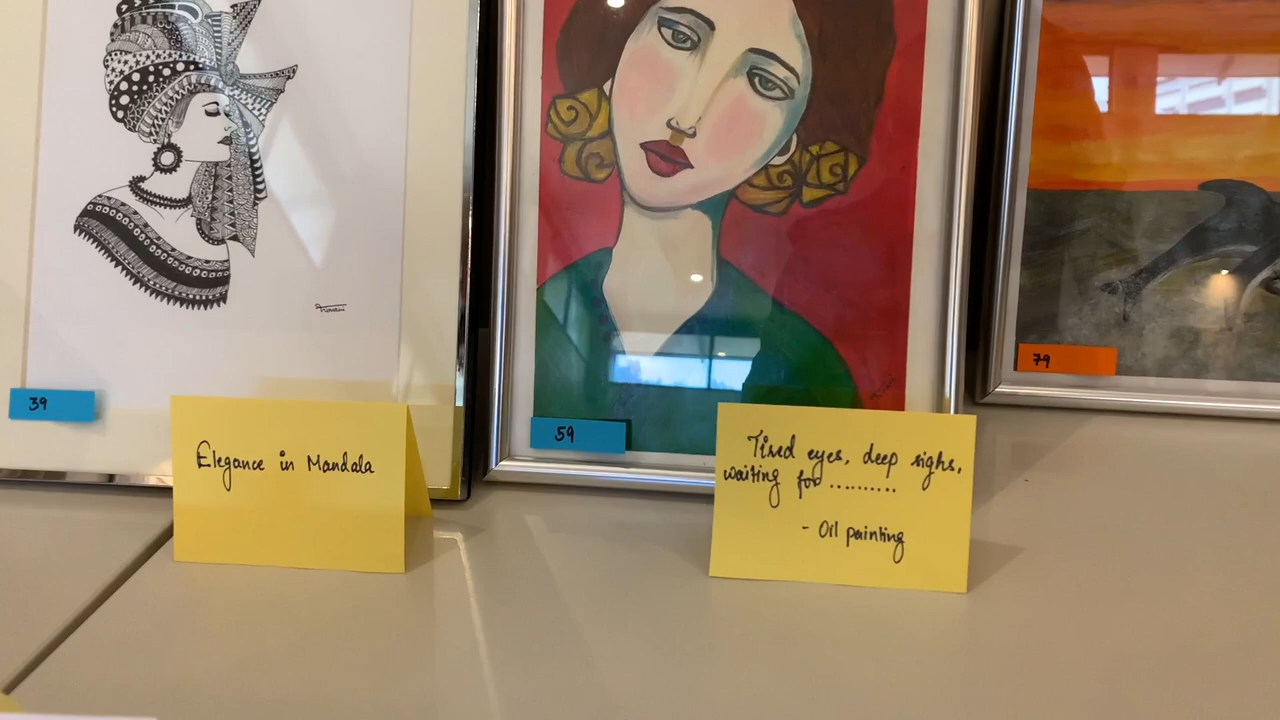 39
Elegance in Mandala
59
Tired eyes, deep sighs,
waiting for .........
- Oil painting
79